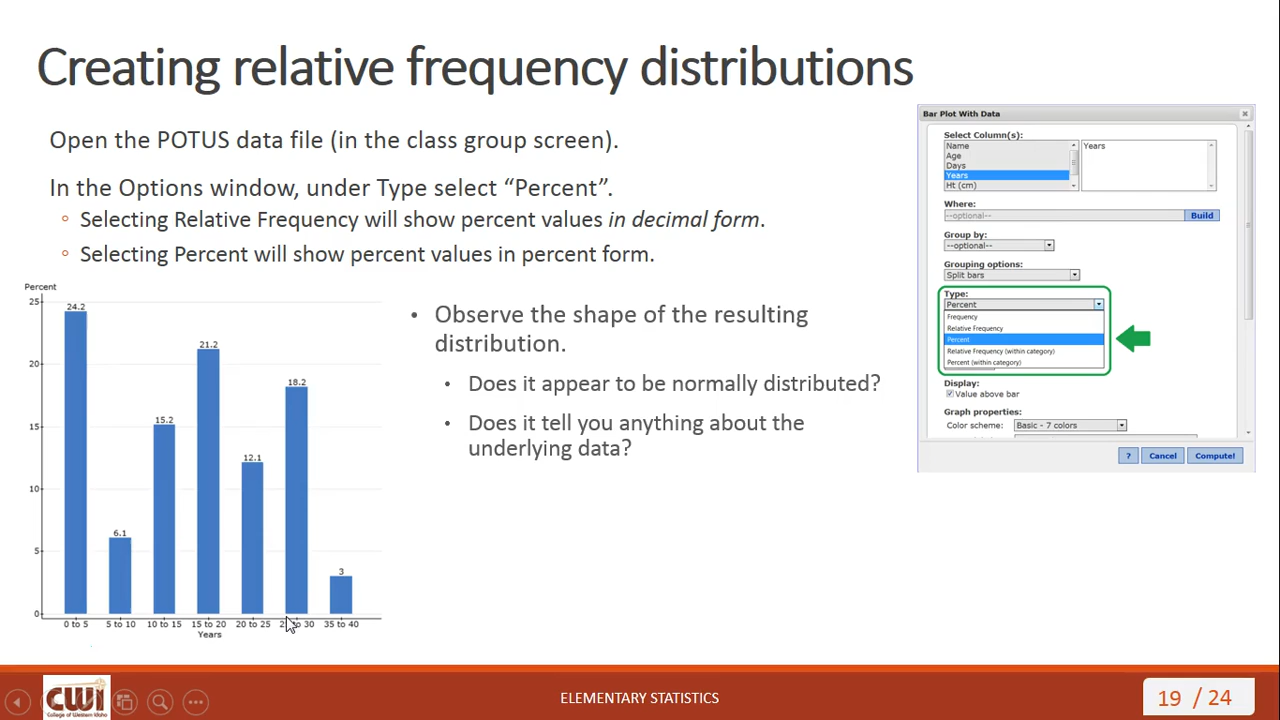 Creating relative frequency distributions
Open the POTUS data file (in the class group screen).
In the Options window, under Type select “Percent”.
◦ Selecting Relative Frequency will show percent values in decimal form.
◦ Selecting Percent will show percent values in percent form.
Percent
25
20
15
10
5
0
24.2
6.1
15.2
21.2
12.1
18.2
3
0 to 5
5 to 10
10 to 15
15 to 20
20 to 25
35 to 40
Years
• Observe the shape of the resulting
distribution.
• Does it appear to be normally distributed?
• Does it tell you anything about the
underlying data?
Bar Plot With Data
Select Column(s):
Name
Age
Days
Years
Ht (cm)
Years
Where:
--optional--
Build
Group by:
--optional--
Grouping options:
Split bars
Type:
Percent
Frequency
Relative Frequency
Percent
Relative Frequency (within category)
Percent (within category)
Display:
Value above bar
Graph properties:
Color scheme: Basic - 7 colors
? Cancel Compute!
CWI
College of Western Idaho
ELEMENTARY STATISTICS
19 / 24